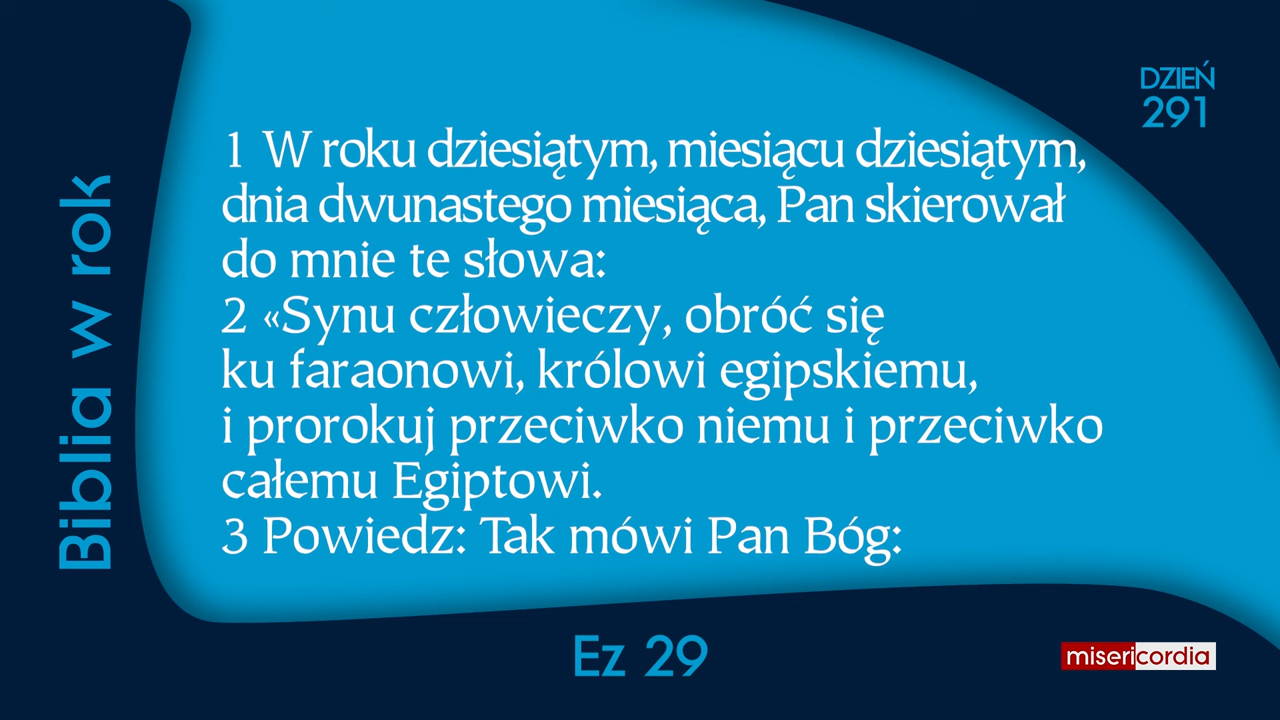 DZIEŃ
291
1 W roku dziesiątym, miesiącu dziesiątym,
dnia dwunastego miesiąca, Pan skierował
do mnie te słowa:
2 «Synu człowieczy, obróć się
ku faraonowi, królowi egipskiemu,
i prorokuj przeciwko niemu i przeciwko
całemu Egiptowi.
3 Powiedz: Tak mówi Pan Bóg:
Biblia w rok
Ez 29
misericordia